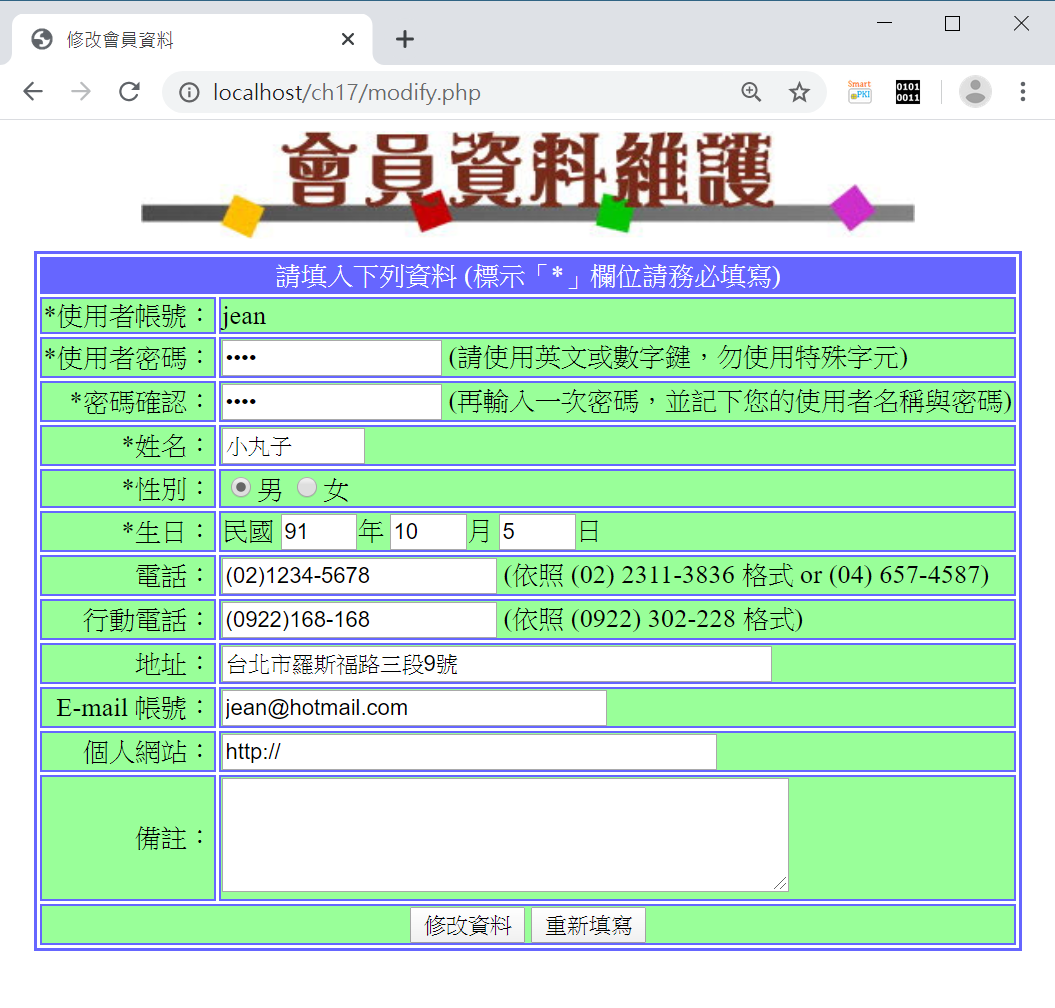 修改會員資料
localhost/ch17/modify.php
Smart
PKI
0101
0011
會員資料維護
請填入下列資料 (標示「*」欄位請務必填寫)
*使用者帳號： jean
*使用者密碼： •••• (請使用英文或數字鍵，勿使用特殊字元)
*密碼確認： •••• (再輸入一次密碼，並記下您的使用者名稱與密碼)
*姓名： 小丸子
*性別： 男 女
*生日： 民國 91 年 10 月 5 日
電話： (02)1234-5678 (依照 (02) 2311-3836 格式 or (04) 657-4587)
行動電話： (0922)168-168 (依照 (0922) 302-228 格式)
地址： 台北市羅斯福路三段9號
E-mail 帳號： jean@hotmail.com
個人網站： http://
備註：
修改資料 重新填寫